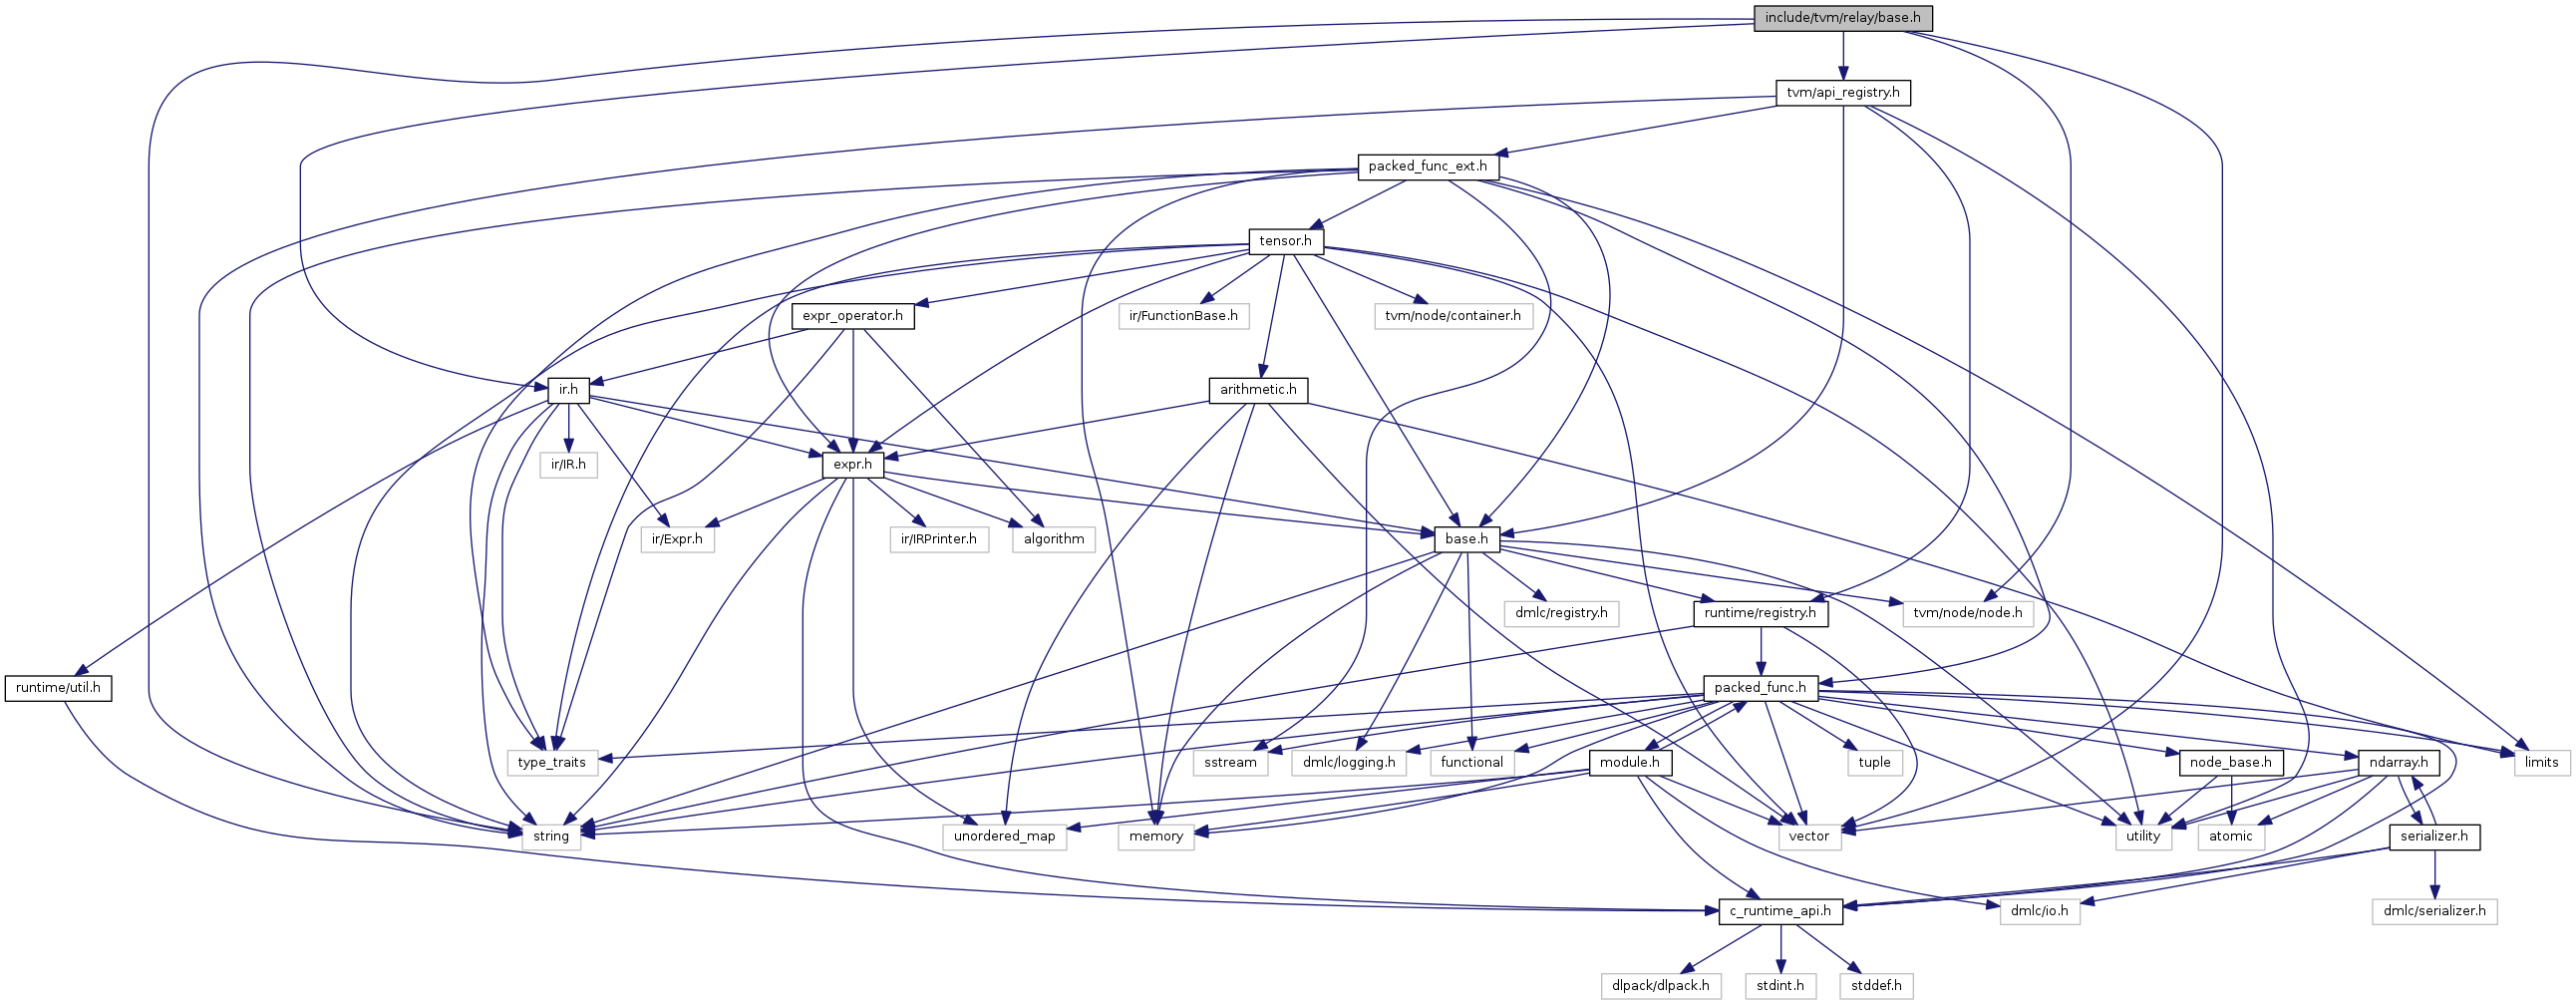 include/tvm/relay/base.h
tvm/api_registry.h
packed_func_ext.h
tensor.h
expr_operator.h
ir/FunctionBase.h
tvm/node/container.h
ir.h
arithmetic.h
ir/IR.h
expr.h
ir/Expr.h
ir/IRPrinter.h
algorithm
base.h
dmlc/registry.h
runtime/registry.h
tvm/node/node.h
runtime/util.h
packed_func.h
type_traits
sstream
dmlc/logging.h
functional
module.h
tuple
node_base.h
ndarray.h
limits
string
unordered_map
memory
vector
utility
atomic
serializer.h
c_runtime_api.h
dmlc/io.h
dmlc/serializer.h
dlpack/dlpack.h
stdint.h
stddef.h